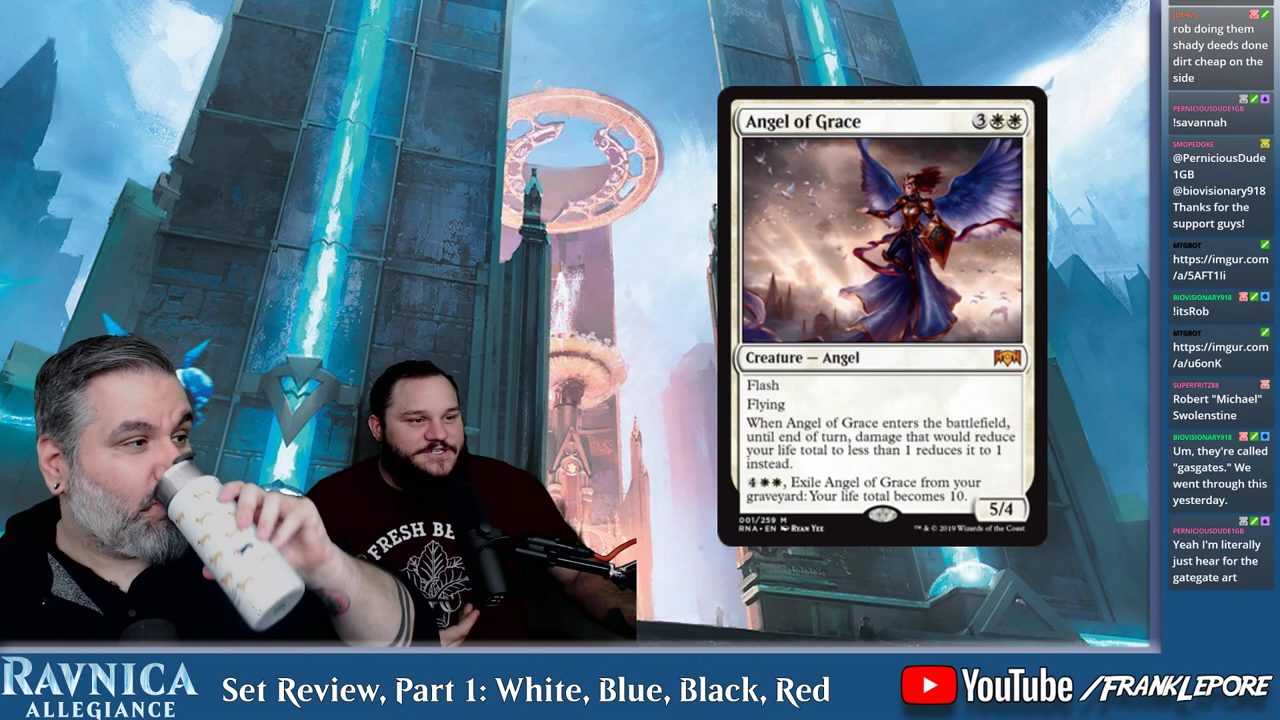 Angel of Grace 3
Creature — Angel
Flash
Flying
When Angel of Grace enters the battlefield,
until end of turn, damage that would reduce
your life total to less than 1 reduces it to 1
instead.
4, Exile Angel of Grace from your
graveyard: Your life total becomes 10.
5/4
001/259 M
RNA • EN Ryan Yee
™ & © 2019 Wizards of the Coast
FRESH
rob doing them
shady deeds done
dirt cheap on the
side
PERNICIOUSDUDE1GB
!savannah
SMOPEDOKE
@PerniciousDude
1GB
@biovisionary918
Thanks for the
support guys!
MTGBOT
https://imgur.com
/a/5AFT1Ii
BIOVISIONARY918
!itsRob
MTGBOT
https://imgur.com
/a/u6onK
SUPERFRITZ88
Robert "Michael"
Swolenstine
BIOVISIONARY918
Um, they're called
"gasgates." We
went through this
yesterday.
PERNICIOUSDUDE1GB
Yeah I'm literally
just hear for the
gategate art
RAVNICA
ALLEGIANCE
Set Review, Part 1: White, Blue, Black, Red
YouTube /FRANKLEPORE